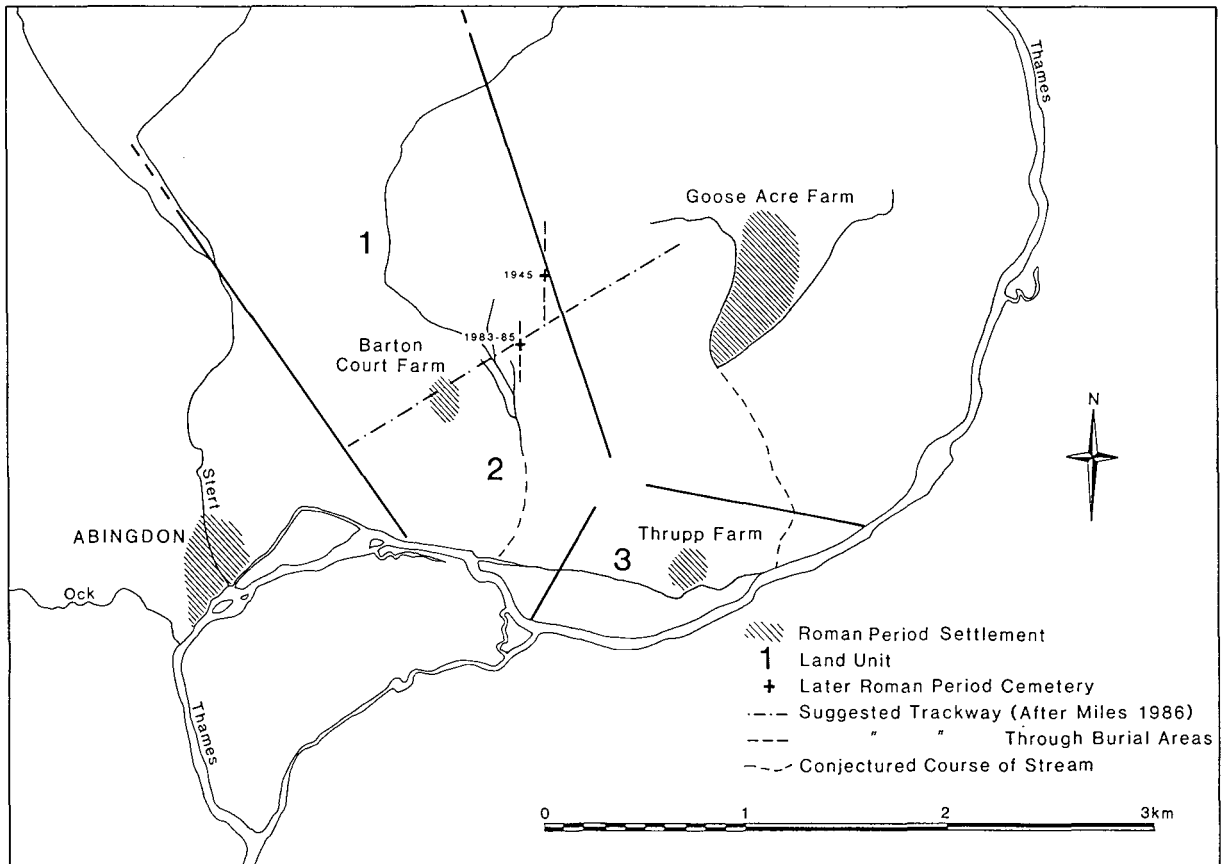 Thames
Goose Acre Farm
1
1945
1983-85
Barton
Court Farm
N
2
Stert
ABINGDON
Thrupp Farm
3
Ock
Roman Period Settlement
1 Land Unit
Later Roman Period Cemetery
Suggested Trackway (After Miles 1986)
" " Through Burial Areas
Conjectured Course of Stream
Thames
0 1 2 3km